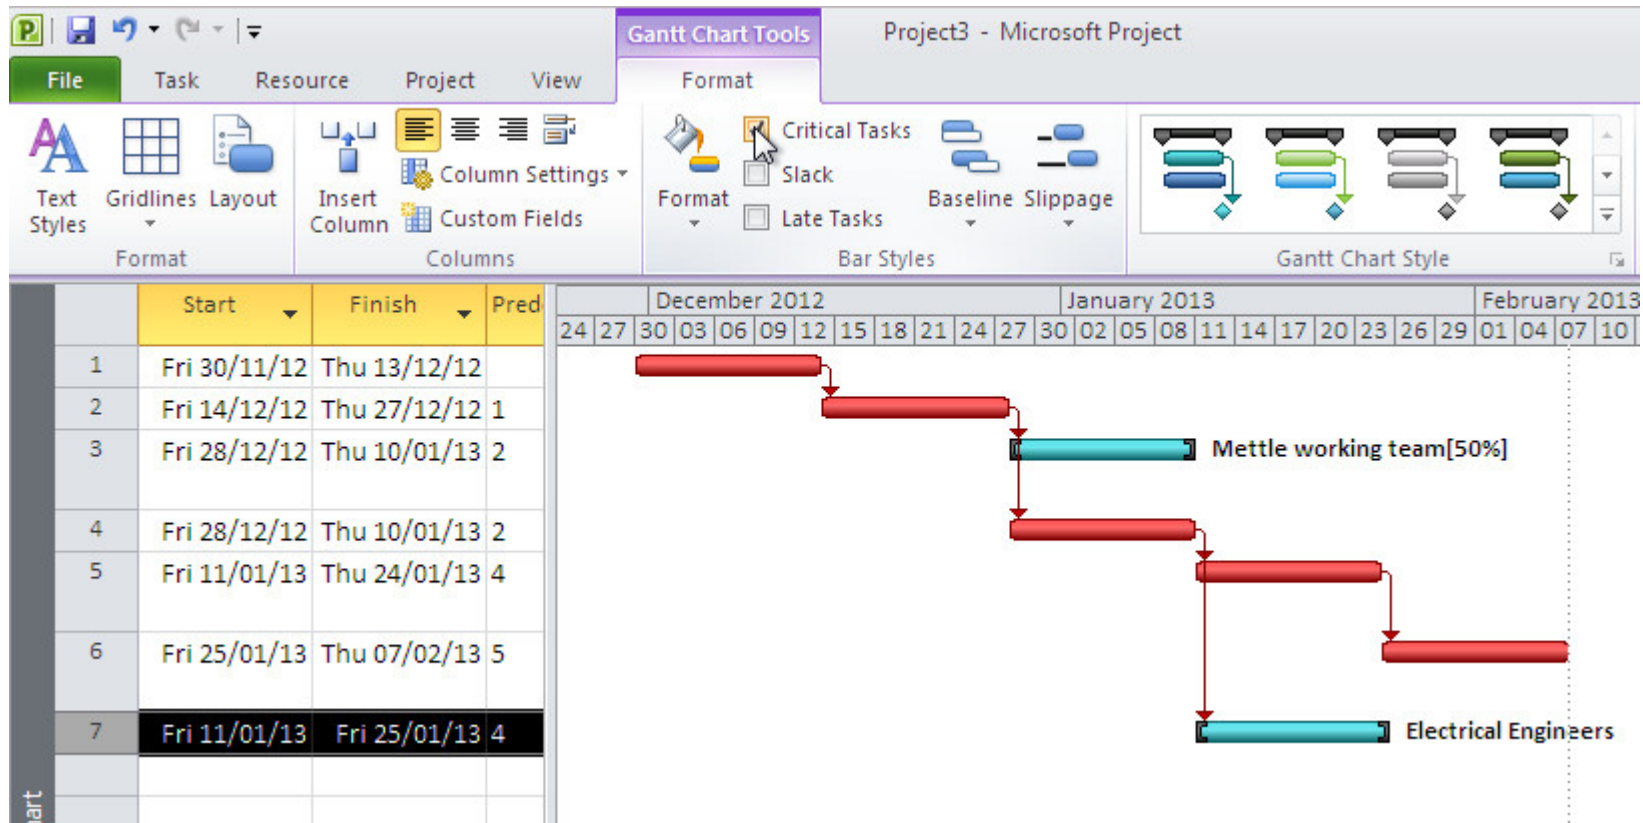 Gantt Chart Tools
Project3 - Microsoft Project
File Task Resource Project View Format
Text Styles
Gridlines
Layout
Format
Insert Column
Column Settings
Custom Fields
Columns
Format
Critical Tasks
Slack
Late Tasks
Baseline
Slippage
Bar Styles
Gantt Chart Style
Start Finish Pred
December 2012 January 2013 February 2013
24 27 30 03 06 09 12 15 18 21 24 27 30 02 05 08 11 14 17 20 23 26 29 01 04 07 10
1 Fri 30/11/12 Thu 13/12/12
2 Fri 14/12/12 Thu 27/12/12 1
3 Fri 28/12/12 Thu 10/01/13 2 Mettle working team[50%]
4 Fri 28/12/12 Thu 10/01/13 2
5 Fri 11/01/13 Thu 24/01/13 4
6 Fri 25/01/13 Thu 07/02/13 5
7 Fri 11/01/13 Fri 25/01/13 4 Electrical Engineers
art